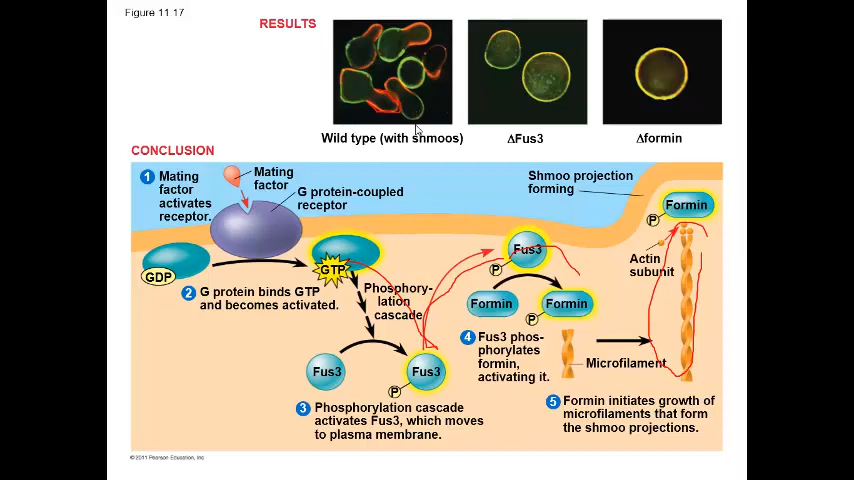 Figure 11.17
RESULTS
Wild type (with shmoos)
ΔFus3
Δformin
CONCLUSION
1 Mating
factor
activates
receptor.
Mating
factor
G protein-coupled
receptor
Shmoo projection
forming
Formin
P
Actin
subunit
GDP
GTP
2 G protein binds GTP
and becomes activated.
Phosphory-
lation
cascade
Fus3
P
Formin
Formin
P
Fus3
Fus3
P
4 Fus3 phos-
phorylates
formin,
activating it.
Microfilament
3 Phosphorylation cascade
activates Fus3, which moves
to plasma membrane.
5 Formin initiates growth of
microfilaments that form
the shmoo projections.
©2011 Pearson Education, Inc.